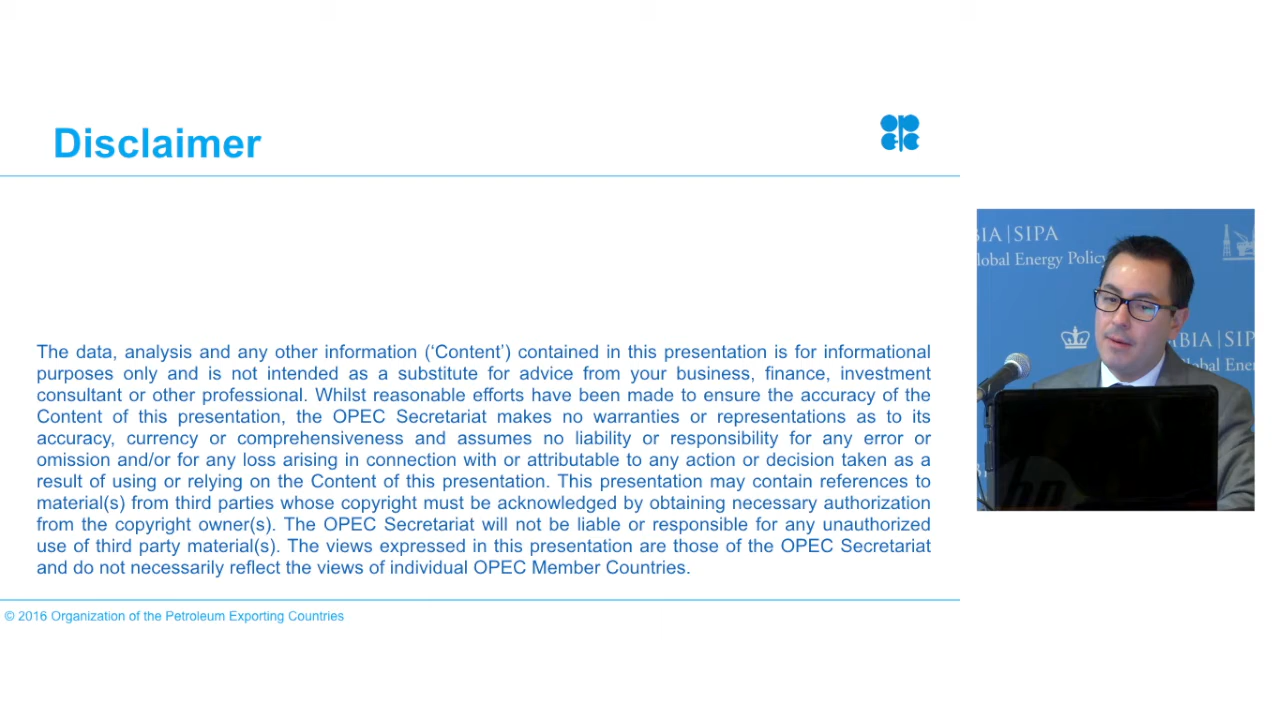 Disclaimer
OPEC
The data, analysis and any other information (‘Content’) contained in this presentation is for informational
purposes only and is not intended as a substitute for advice from your business, finance, investment
consultant or other professional. Whilst reasonable efforts have been made to ensure the accuracy of the
Content of this presentation, the OPEC Secretariat makes no warranties or representations as to its
accuracy, currency or comprehensiveness and assumes no liability or responsibility for any error or
omission and/or for any loss arising in connection with or attributable to any action or decision taken as a
result of using or relying on the Content of this presentation. This presentation may contain references to
material(s) from third parties whose copyright must be acknowledged by obtaining necessary authorization
from the copyright owner(s). The OPEC Secretariat will not be liable or responsible for any unauthorized
use of third party material(s). The views expressed in this presentation are those of the OPEC Secretariat
and do not necessarily reflect the views of individual OPEC Member Countries.
© 2016 Organization of the Petroleum Exporting Countries
BIA | SIPA
lobal Energy Policy
BIA | SIP
lobal Ene
hp